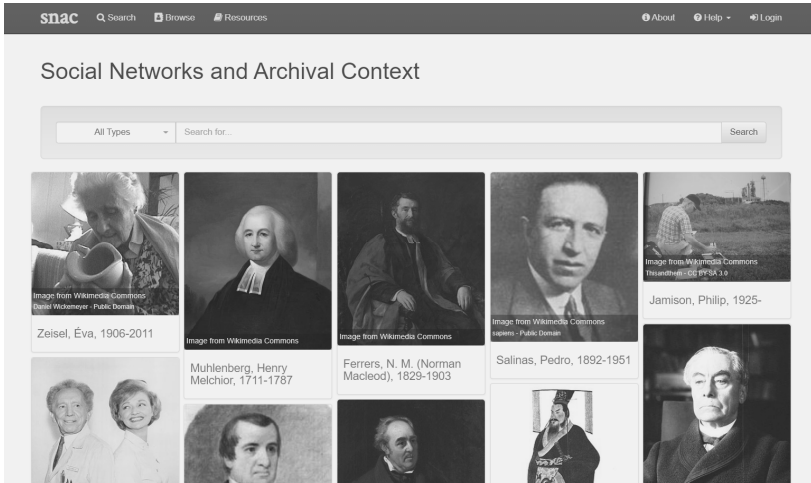 snac Search Browse Resources About Help Login
Social Networks and Archival Context
All Types Search for... Search
Image from Wikimedia Commons
Daniel Wickemeyer - Public Domain
Zeisel, Éva, 1906-2011
Image from Wikimedia Commons
Muhlenberg, Henry
Melchior, 1711-1787
Image from Wikimedia Commons
Ferrers, N. M. (Norman
Macleod), 1829-1903
Image from Wikimedia Commons
sapiens - Public Domain
Salinas, Pedro, 1892-1951
Image from Wikimedia Commons
Thisandthem - CC BY-SA 3.0
Jamison, Philip, 1925-